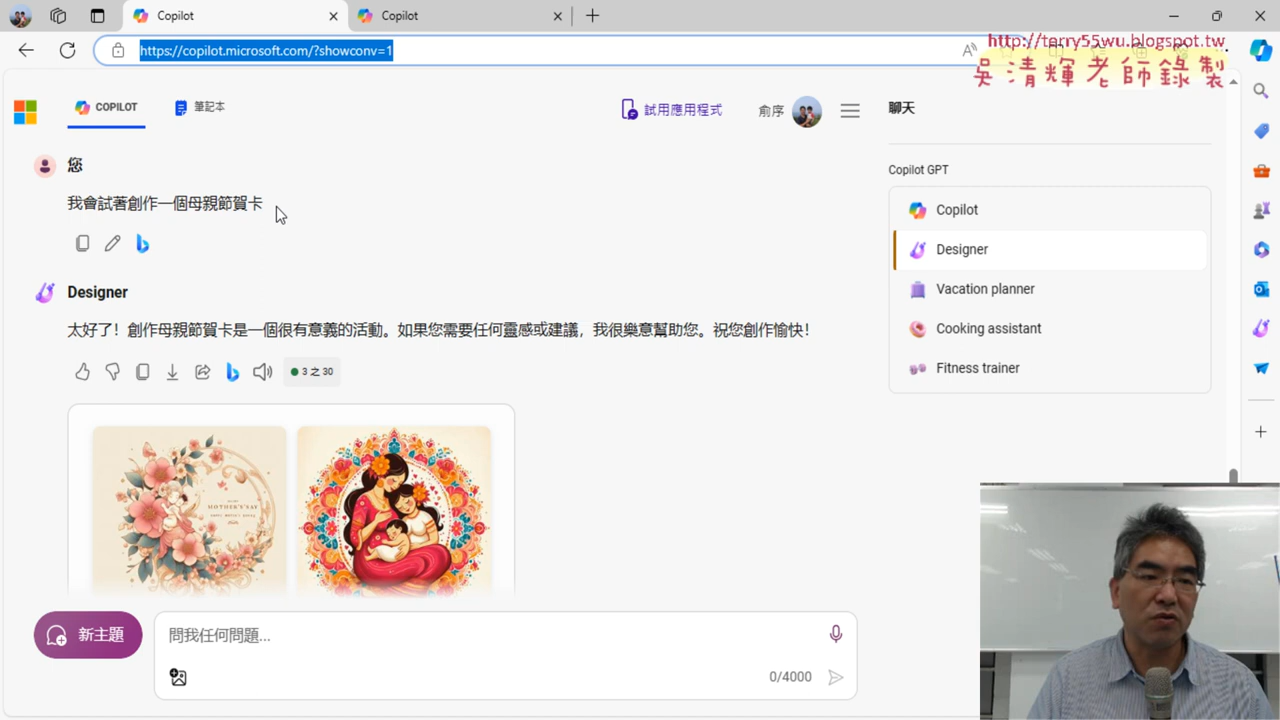 Copilot
Copilot
https://copilot.microsoft.com/?showconv=1
http://terry55wu.blogspot.tw
吳清輝老師錄製
COPILOT
筆記本
試用應用程式
俞序
聊天
您
我會試著創作一個母親節賀卡
Designer
太好了！創作母親節賀卡是一個很有意義的活動。如果您需要任何靈感或建議，我很樂意幫助您。祝您創作愉快！
3 之 30
MOTHER'S DAY
Copilot GPT
Copilot
Designer
Vacation planner
Cooking assistant
Fitness trainer
新主題
問我任何問題...
0/4000